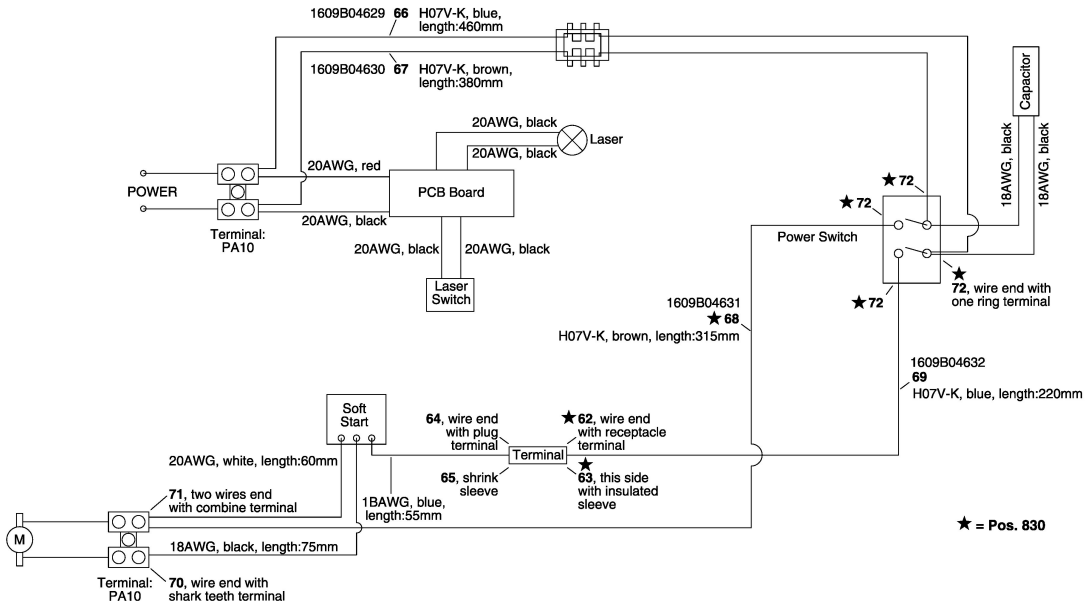 1609B04629 66 H07V-K, blue,
length:460mm
1609B04630 67 H07V-K, brown,
length:380mm
Capacitor
20AWG, black
Laser
20AWG, black
18AWG, black
18AWG, black
20AWG, red
PCB Board
POWER
★ 72
★ 72
20AWG, black
Terminal:
PA10
Power Switch
20AWG, black
20AWG, black
Laser
Switch
★
72, wire end with
one ring terminal
★ 72
1609B04631
★ 68
H07V-K, brown, length:315mm
1609B04632
69
H07V-K, blue, length:220mm
Soft
Start
64, wire end
with plug
terminal
★ 62, wire end
with receptacle
terminal
Terminal
20AWG, white, length:60mm
65, shrink
sleeve
★
63, this side
with insulated
sleeve
71, two wires end
with combine terminal
1BAWG, blue,
length:55mm
★ = Pos. 830
M
18AWG, black, length:75mm
Terminal:
PA10
70, wire end with
shark teeth terminal